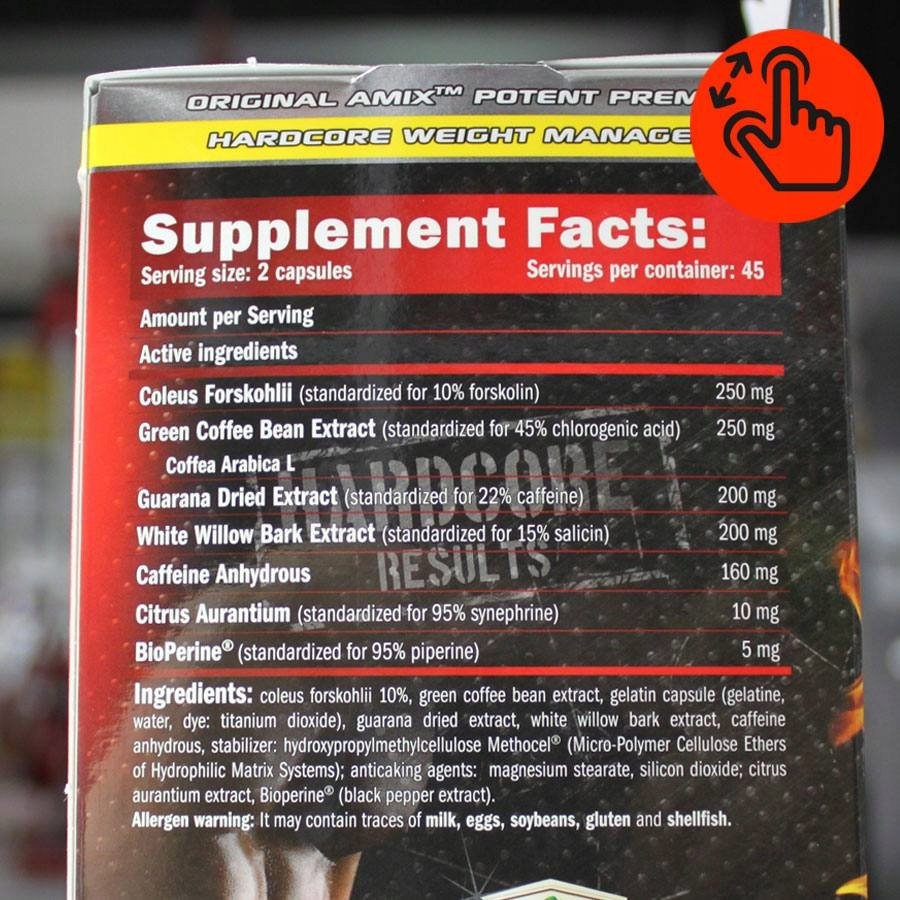 ORIGINAL AMIX™ POTENT PREM
HARDCORE WEIGHT MANAGE
Supplement Facts:
Serving size: 2 capsules Servings per container: 45
Amount per Serving
Active ingredients
Coleus Forskohlii (standardized for 10% forskolin) 250 mg
Green Coffee Bean Extract (standardized for 45% chlorogenic acid) 250 mg
Coffea Arabica L
Guarana Dried Extract (standardized for 22% caffeine) 200 mg
White Willow Bark Extract (standardized for 15% salicin) 200 mg
Caffeine Anhydrous 160 mg
Citrus Aurantium (standardized for 95% synephrine) 10 mg
BioPerine® (standardized for 95% piperine) 5 mg
HARDCORE
RESULTS
Ingredients: coleus forskohlii 10%, green coffee bean extract, gelatin capsule (gelatine,
water, dye: titanium dioxide), guarana dried extract, white willow bark extract, caffeine
anhydrous, stabilizer: hydroxypropylmethylcellulose Methocel® (Micro-Polymer Cellulose Ethers
of Hydrophilic Matrix Systems); anticaking agents: magnesium stearate, silicon dioxide; citrus
aurantium extract, Bioperine® (black pepper extract).
Allergen warning: It may contain traces of milk, eggs, soybeans, gluten and shellfish.